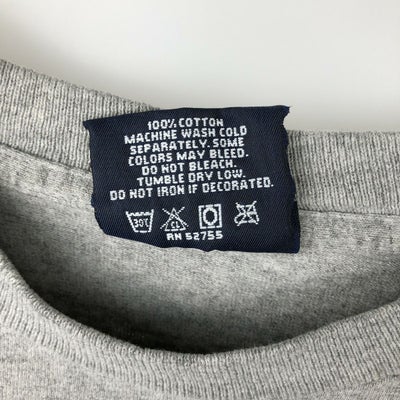 100% COTTON
MACHINE WASH COLD
SEPARATELY. SOME
COLORS MAY BLEED.
DO NOT BLEACH.
TUMBLE DRY LOW.
DO NOT IRON IF DECORATED.
30°C CL
RN 52755